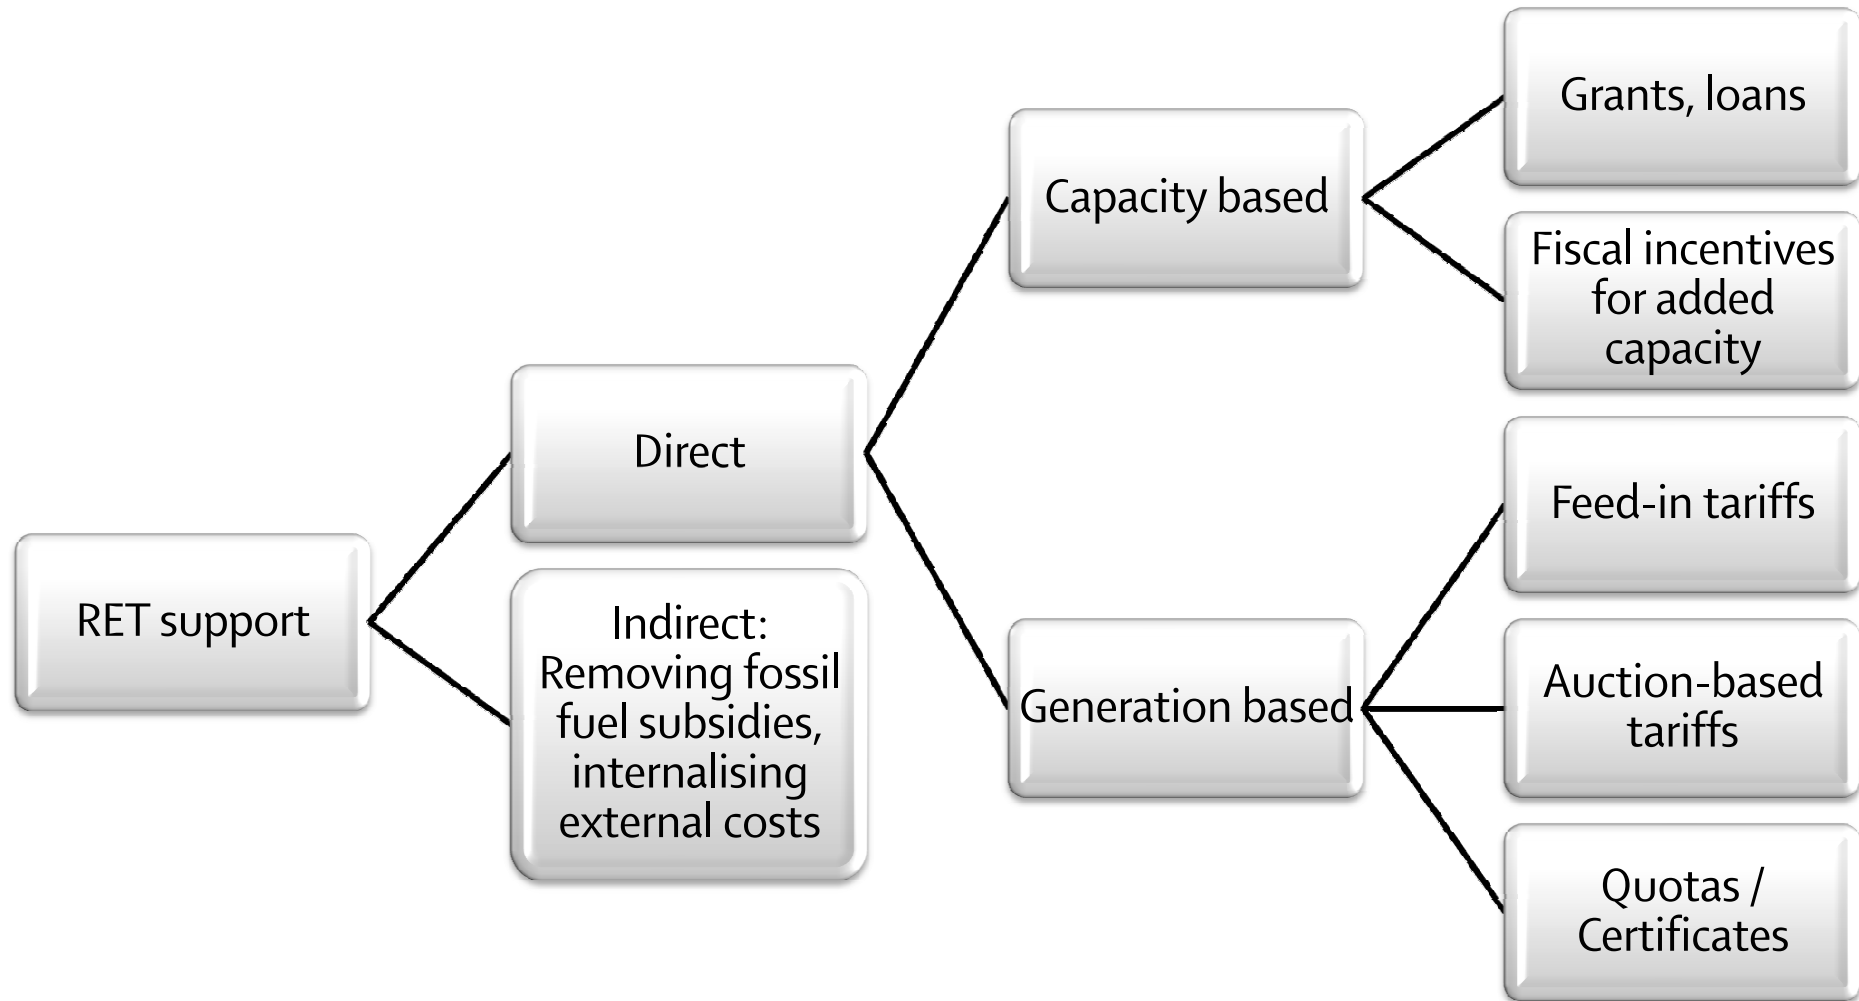 RET support
Direct
Indirect:
Removing fossil
fuel subsidies,
internalising
external costs
Capacity based
Generation based
Grants, loans
Fiscal incentives
for added
capacity
Feed-in tariffs
Auction-based
tariffs
Quotas /
Certificates